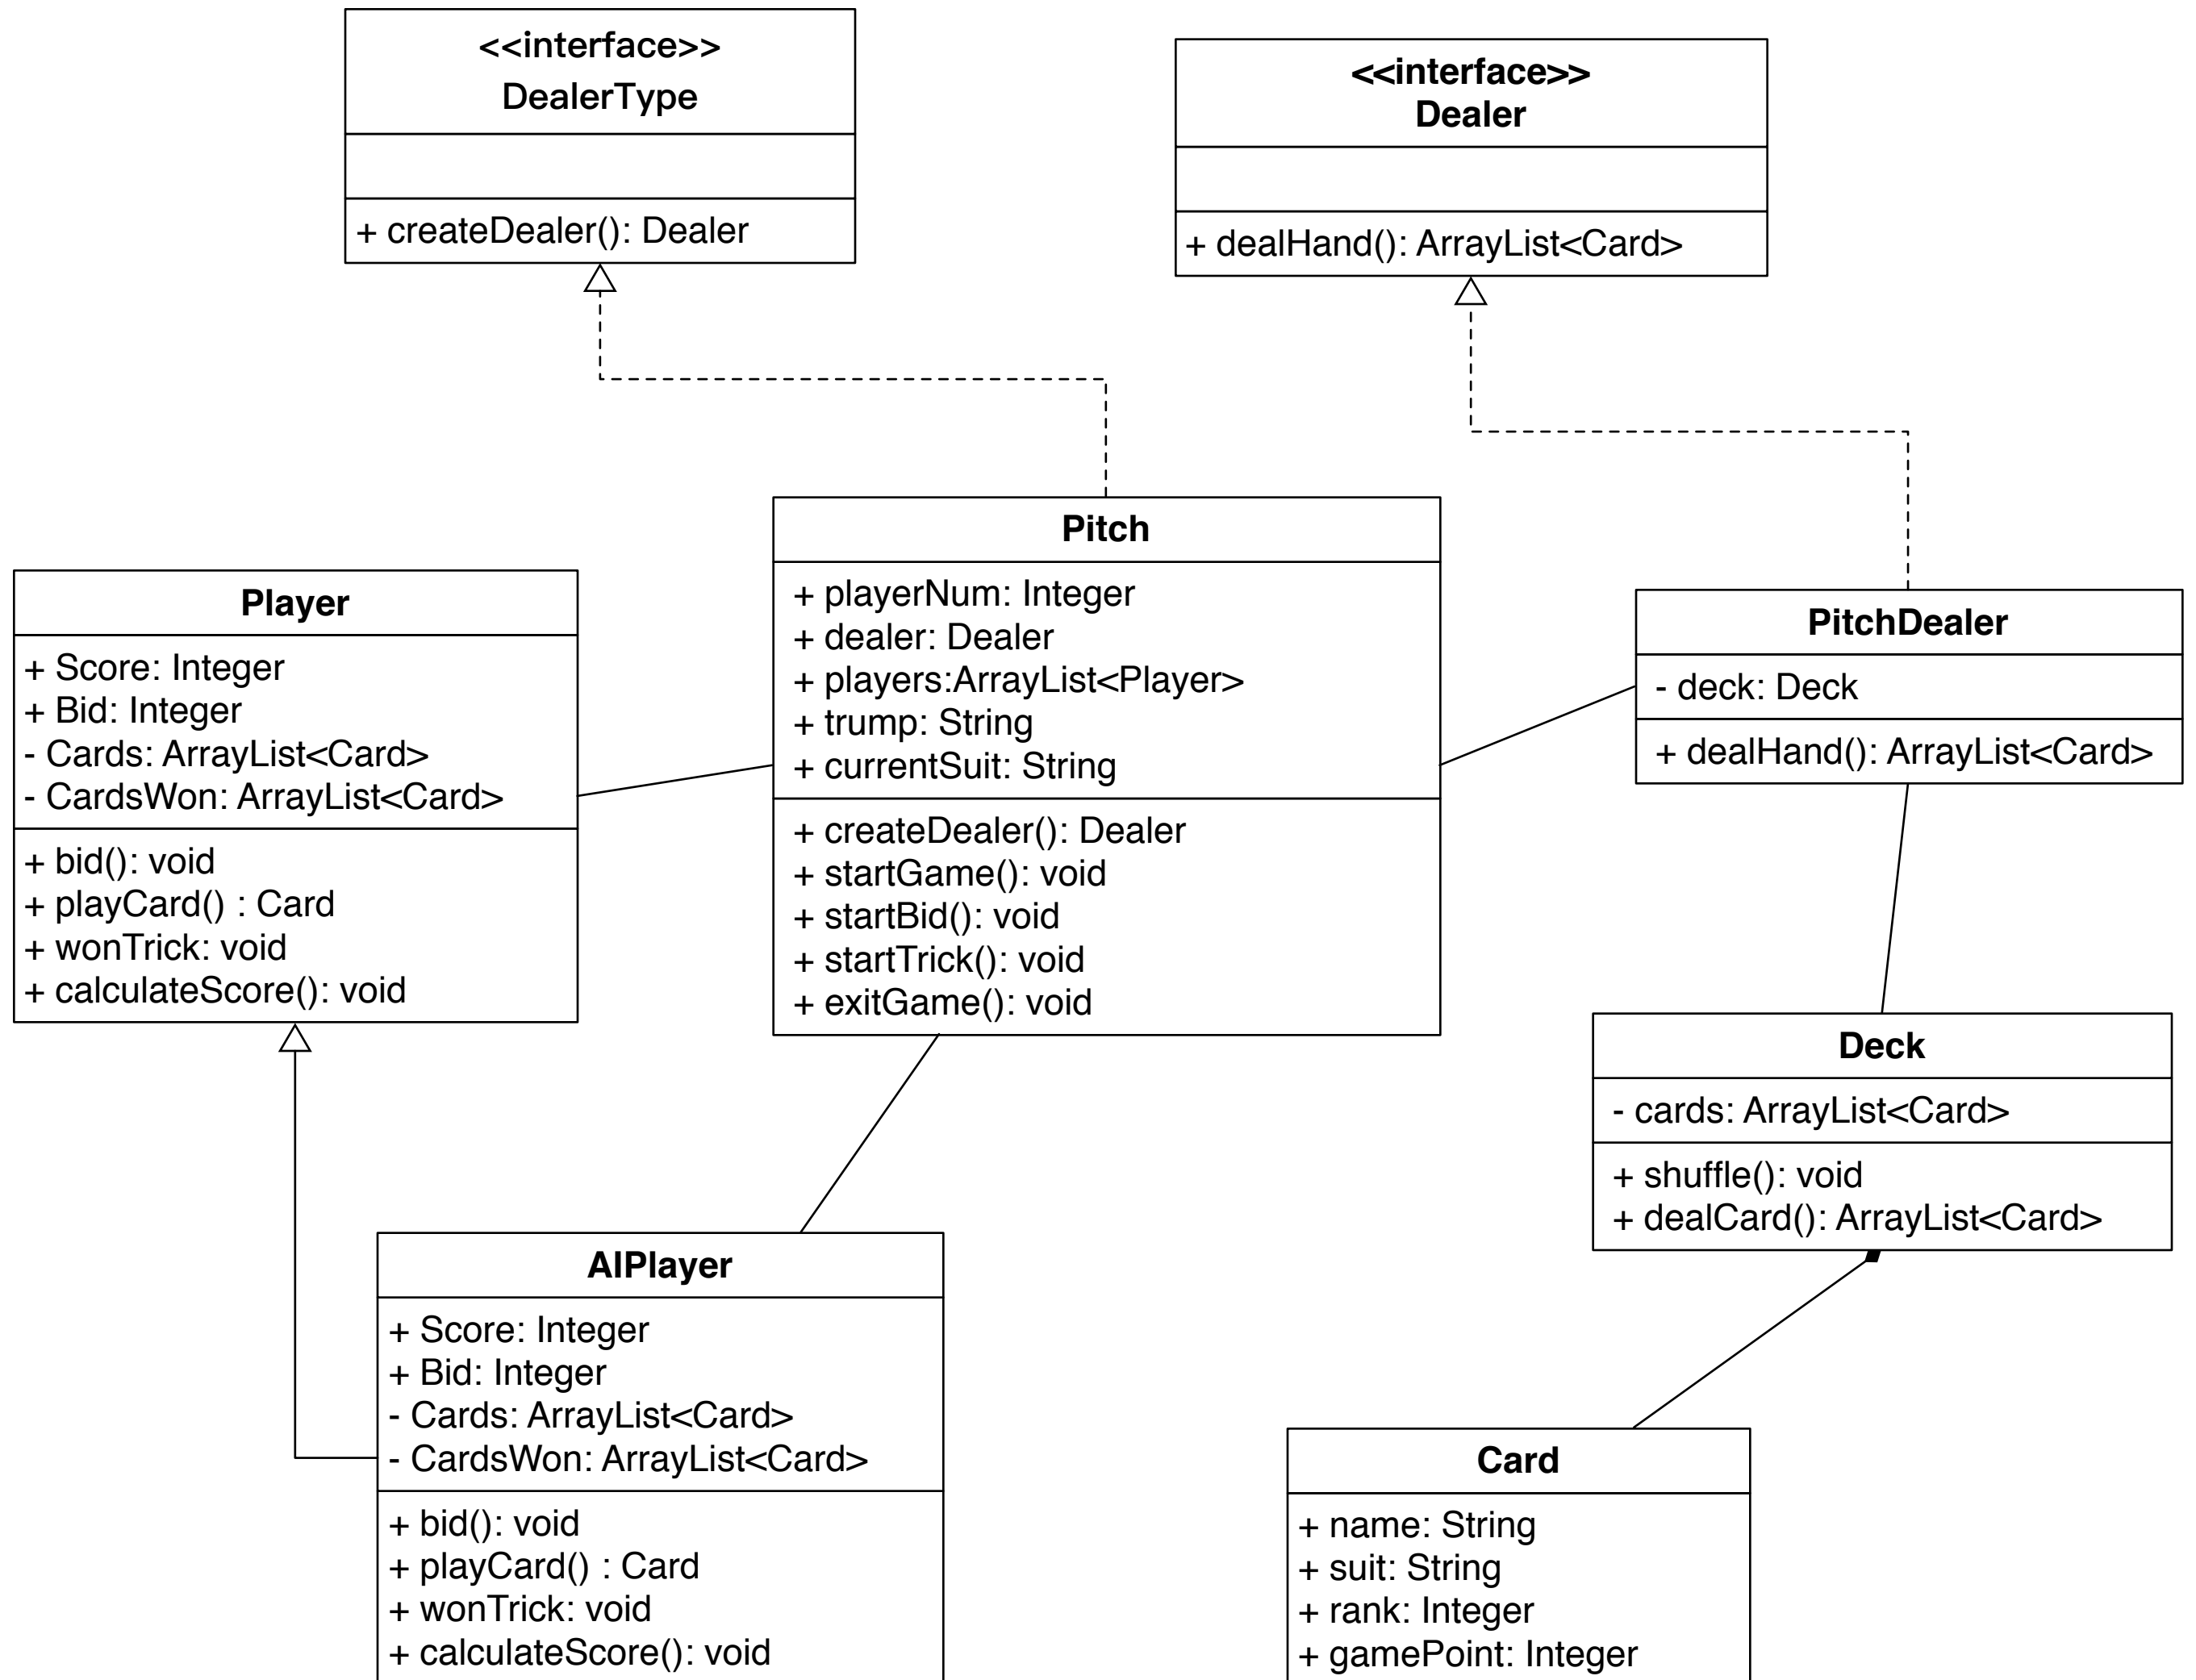 <<interface>>
DealerType
+ createDealer(): Dealer
<<interface>>
Dealer
+ dealHand(): ArrayList<Card>
Pitch
+ playerNum: Integer
+ dealer: Dealer
+ players:ArrayList<Player>
+ trump: String
+ currentSuit: String
+ createDealer(): Dealer
+ startGame(): void
+ startBid(): void
+ startTrick(): void
+ exitGame(): void
Player
+ Score: Integer
+ Bid: Integer
- Cards: ArrayList<Card>
- CardsWon: ArrayList<Card>
+ bid(): void
+ playCard() : Card
+ wonTrick: void
+ calculateScore(): void
PitchDealer
- deck: Deck
+ dealHand(): ArrayList<Card>
Deck
- cards: ArrayList<Card>
+ shuffle(): void
+ dealCard(): ArrayList<Card>
AIPlayer
+ Score: Integer
+ Bid: Integer
- Cards: ArrayList<Card>
- CardsWon: ArrayList<Card>
+ bid(): void
+ playCard() : Card
+ wonTrick: void
+ calculateScore(): void
Card
+ name: String
+ suit: String
+ rank: Integer
+ gamePoint: Integer